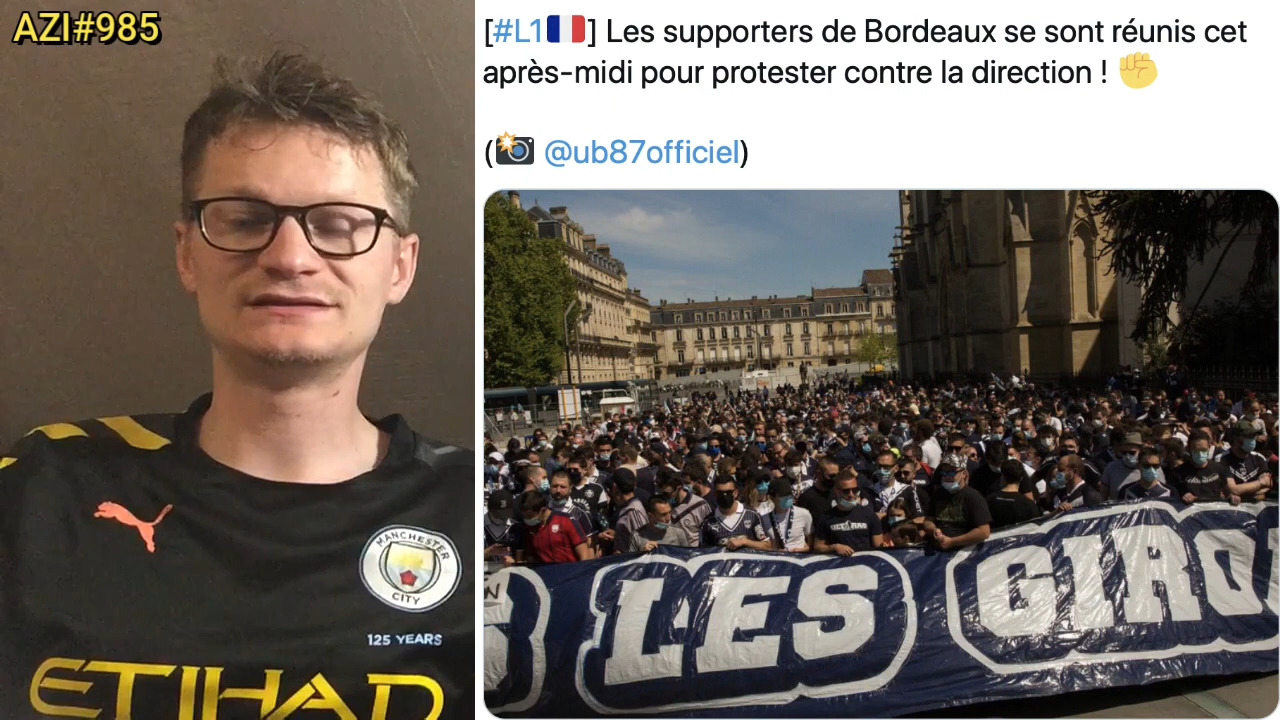 AZI#985
[#L1🇫🇷] Les supporters de Bordeaux se sont réunis cet
après-midi pour protester contre la direction ! ✊
(📸 @ub87officiel)
MANCHESTER
CITY
125 YEARS
ETIHAD
LES GIRO